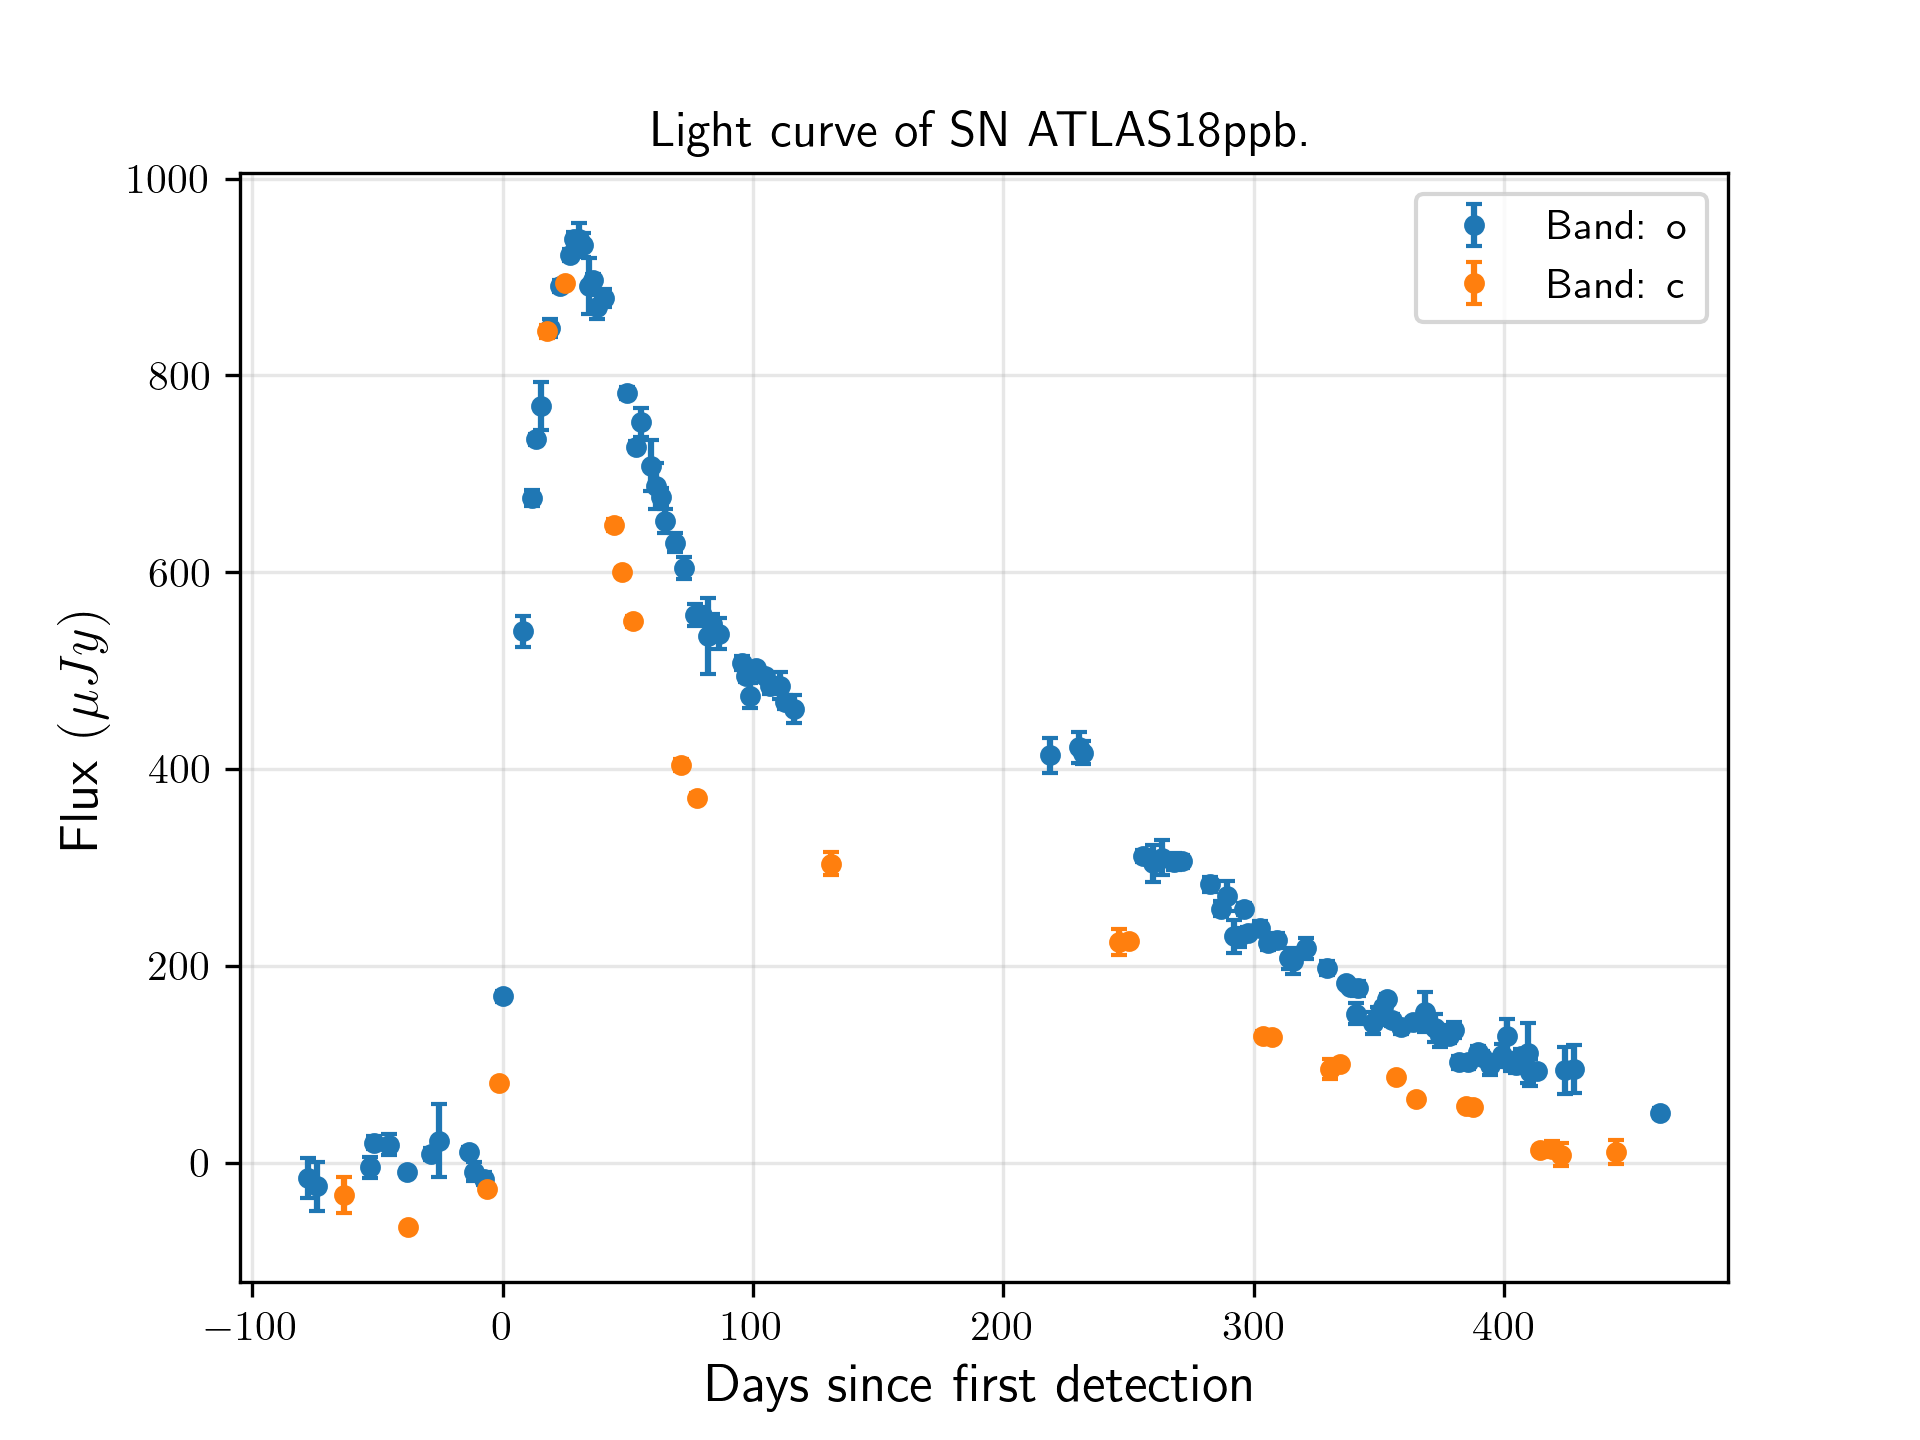 Light curve of SN ATLAS18ppb.
1000
800
600
400
200
0
Flux (μJy)
Band: o
Band: c
−100 0 100 200 300 400
Days since first detection